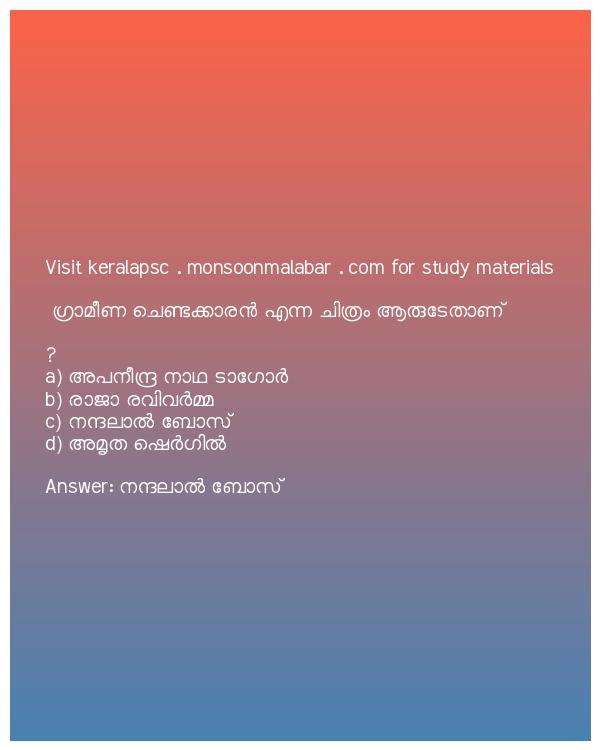 Visit keralapsc . monsoonmalabar . com for study materials
ഗ്രാമീണ ചെണ്ടക്കാരൻ എന്ന ചിത്രം ആരുടേതാണ്
?
a) അപനീന്ദ്ര നാഥ ടാഗോർ
b) രാജാ രവിവർമ്മ
c) നന്ദലാൽ ബോസ്
d) അമൃത ഷെർഗിൽ
Answer: നന്ദലാൽ ബോസ്